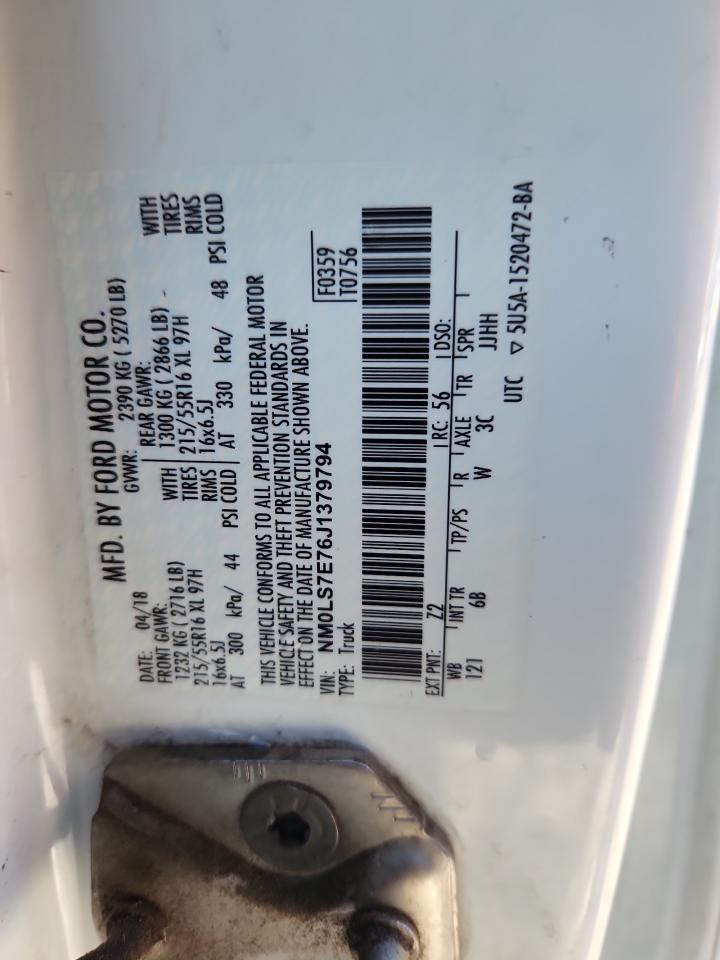 MFD. BY FORD MOTOR CO.
DATE: 04/18 GVWR: 2390 KG ( 5270 LB)
FRONT GAWR: REAR GAWR:
1232 KG ( 2716 LB) WITH 1300 KG ( 2866 LB) WITH
215/55R16 XL 97H TIRES 215/55R16 XL 97H TIRES
16x6.5J RIMS 16x6.5J RIMS
AT 300 kPa/ 44 PSI COLD AT 330 kPa/ 48 PSI COLD
THIS VEHICLE CONFORMS TO ALL APPLICABLE FEDERAL MOTOR
VEHICLE SAFETY AND THEFT PREVENTION STANDARDS IN
EFFECT ON THE DATE OF MANUFACTURE SHOWN ABOVE.
VIN: NM0LS7E76J1379794 F0359
TYPE: Truck T0756
EXT PNT: Z2 RC: 56 DSO:
WB INT TR TP/PS R AXLE TR SPR
121 6B W 3C JJHH
UTC ▽ 5U5A-1520472-BA